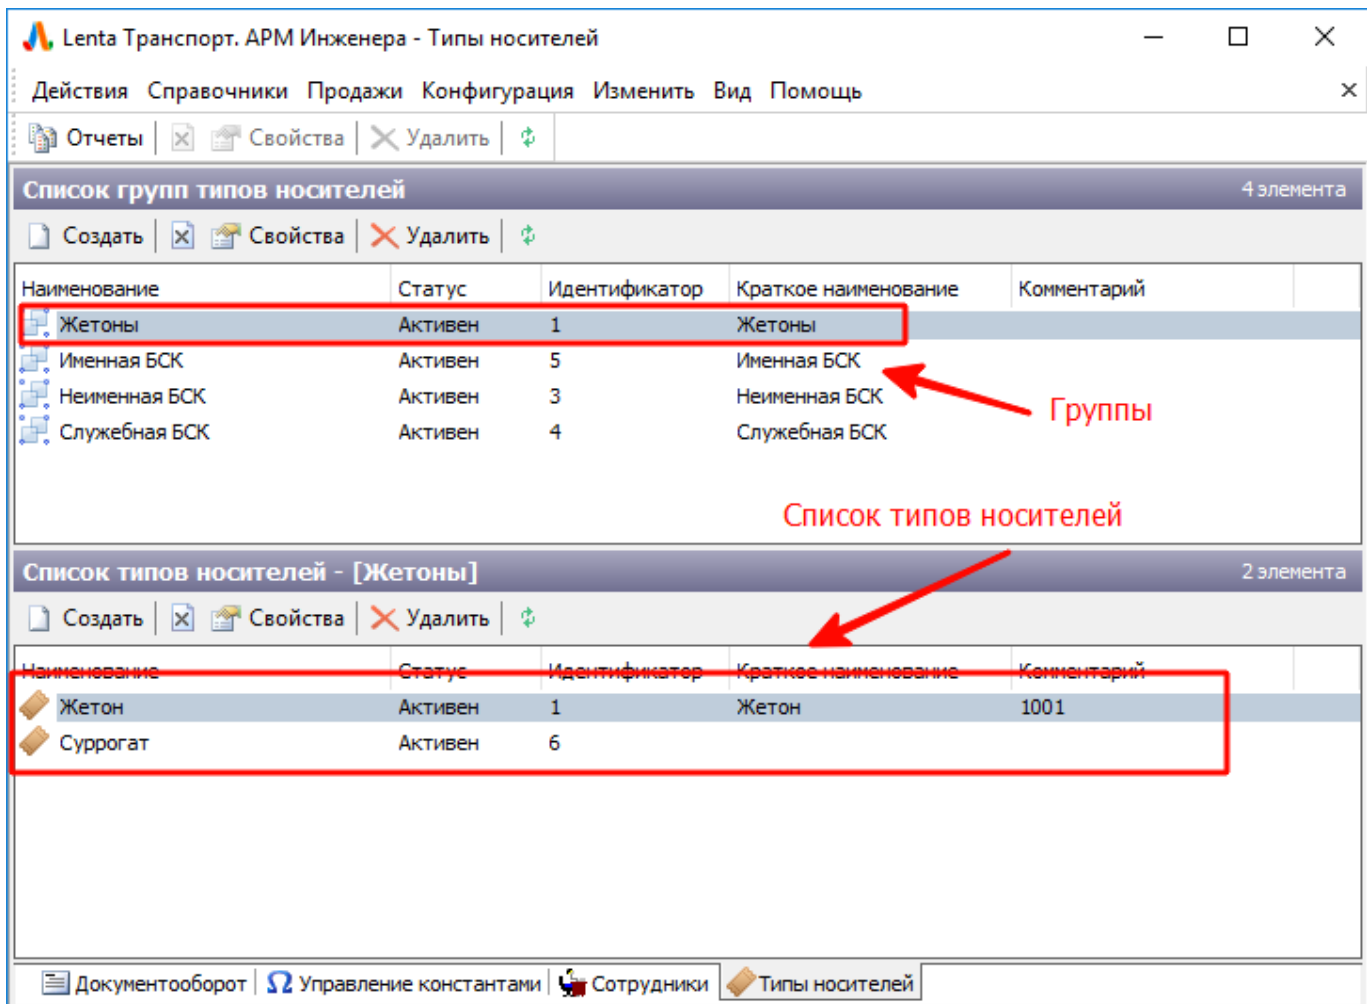 Lenta Транспорт. АРМ Инженера - Типы носителей
Действия Справочники Продажи Конфигурация Изменить Вид Помощь
Отчеты Свойства Удалить
Список групп типов носителей 4 элемента
Создать Свойства Удалить
Наименование Статус Идентификатор Краткое наименование Комментарий
Жетоны Активен 1 Жетоны
Именная БСК Активен 5 Именная БСК
Неименная БСК Активен 3 Неименная БСК
Группы
Служебная БСК Активен 4 Служебная БСК
Список типов носителей
Список типов носителей - [Жетоны] 2 элемента
Создать Свойства Удалить
Наименование Статус Идентификатор Краткое наименование Комментарий
Жетон Активен 1 Жетон 1001
Суррогат Активен 6
Документооборот Управление константами Сотрудники Типы носителей